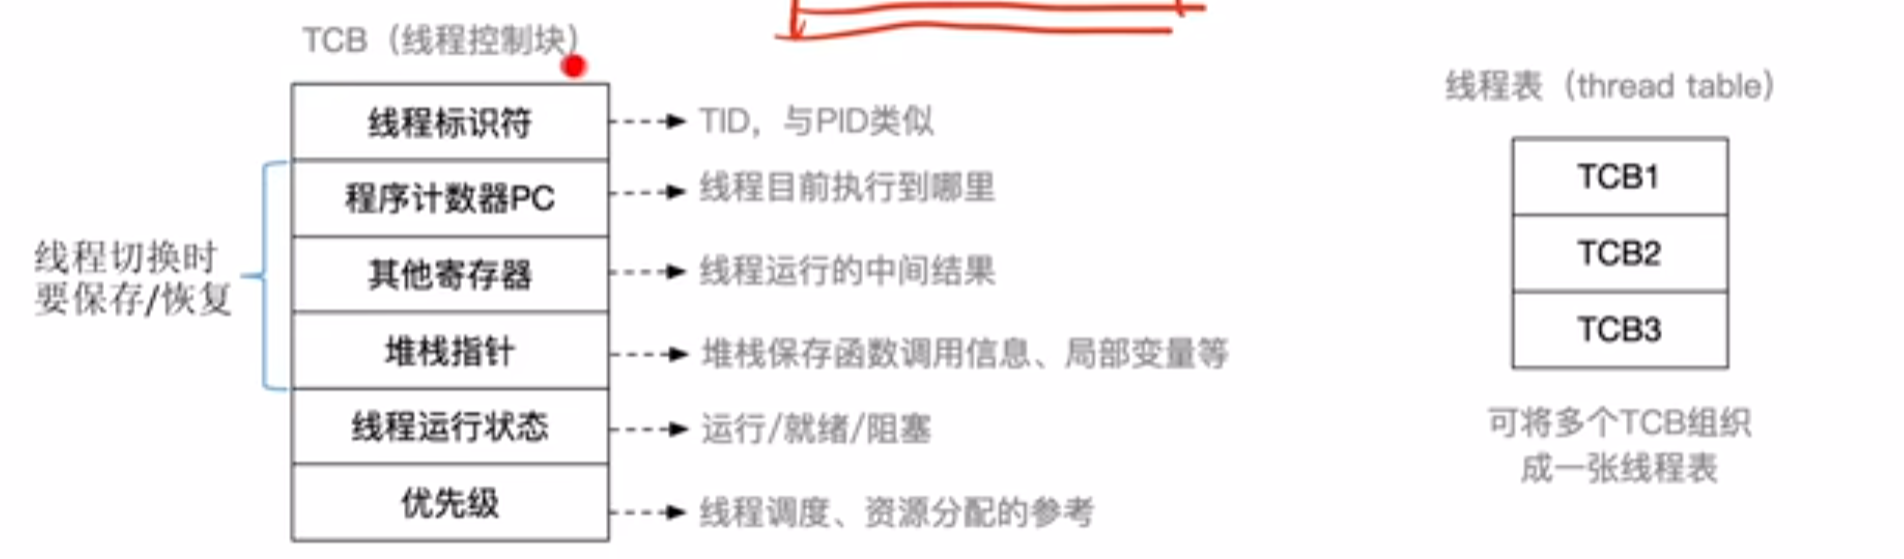 TCB（线程控制块）
线程标识符
TID，与PID类似
程序计数器PC
线程目前执行到哪里
其他寄存器
线程运行的中间结果
堆栈指针
堆栈保存函数调用信息、局部变量等
线程运行状态
运行/就绪/阻塞
优先级
线程调度、资源分配的参考
线程切换时
要保存/恢复
线程表（thread table）
TCB1
TCB2
TCB3
可将多个TCB组织
成一张线程表